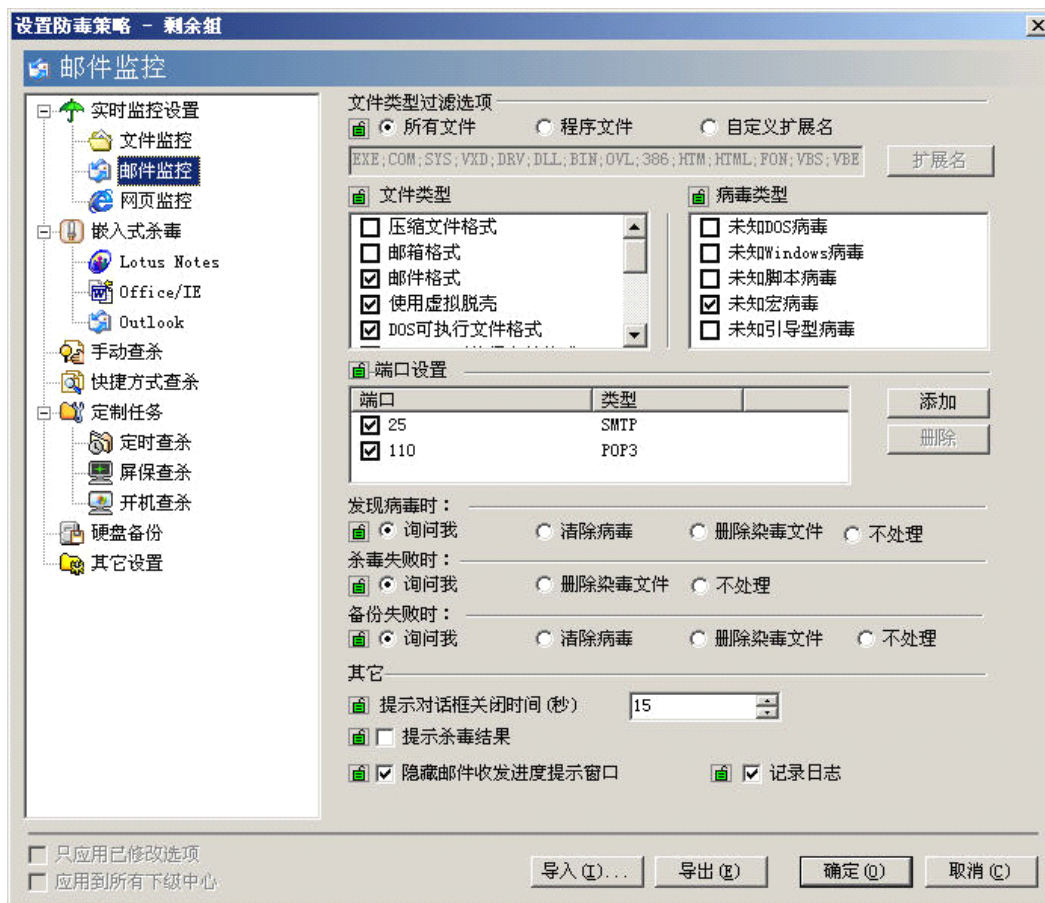 设置防毒策略 - 剩余组
邮件监控
实时监控设置
文件监控
邮件监控
网页监控
嵌入式杀毒
Lotus Notes
Office/IE
Outlook
手动查杀
快捷方式查杀
定制任务
定时查杀
屏保查杀
开机查杀
硬盘备份
其它设置
文件类型过滤选项
所有文件 程序文件 自定义扩展名
EXE;COM;SYS;VXD;DRV;DLL;BIN;OVL;386;HTM;HTML;FON;VBS;VBE 扩展名
文件类型 病毒类型
压缩文件格式 未知DOS病毒
邮箱格式 未知Windows病毒
邮件格式 未知脚本病毒
使用虚拟脱壳 未知宏病毒
DOS可执行文件格式 未知引导型病毒
端口设置
端口 类型 添加
25 SMTP 删除
110 POP3
发现病毒时：
询问我 清除病毒 删除染毒文件 不处理
杀毒失败时：
询问我 删除染毒文件 不处理
备份失败时：
询问我 清除病毒 删除染毒文件 不处理
其它
提示对话框关闭时间(秒) 15
提示杀毒结果
隐藏邮件收发进度提示窗口 记录日志
只应用已修改选项
应用到所有下级中心
导入(I)... 导出(E) 确定(O) 取消(C)